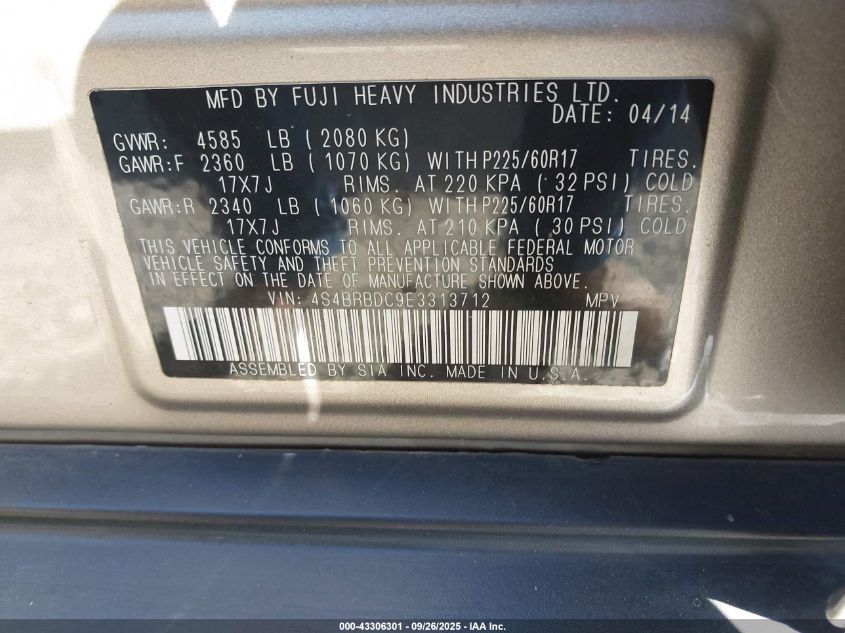 MFD BY FUJI HEAVY INDUSTRIES LTD.
DATE: 04/14
GVWR: 4585 LB (2080 KG)
GAWR:F 2360 LB (1070 KG) WITH P225/60R17 TIRES.
17X7J RIMS. AT 220 KPA (32 PSI) COLD
GAWR:R 2340 LB (1060 KG) WITH P225/60R17 TIRES.
17X7J RIMS. AT 210 KPA (30 PSI) COLD
THIS VEHICLE CONFORMS TO ALL APPLICABLE FEDERAL MOTOR
VEHICLE SAFETY AND THEFT PREVENTION STANDARDS
IN EFFECT ON THE DATE OF MANUFACTURE SHOWN ABOVE.
VIN: 4S4BRBDC9E3313712 MPV
ASSEMBLED BY SIA INC. MADE IN U.S.A.
000-43306301 - 09/26/2025 - IAA Inc.